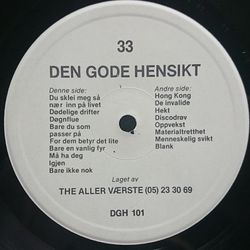 33
DEN GODE HENSIKT
Denne side:
Du sklei meg så
nær inn på livet
Dødelige drifter
Døgnflue
Bare du som
passer på
For dem betyr det lite
Bare en vanlig fyr
Må ha deg
Igjen
Bare ikke nok
Andre side:
Hong Kong
De invalide
Hekt
Discodrøv
Oppvekst
Materialtretthet
Menneskelig svikt
Blank
Laget av
THE ALLER VÆRSTE (05) 23 30 69
DGH 101